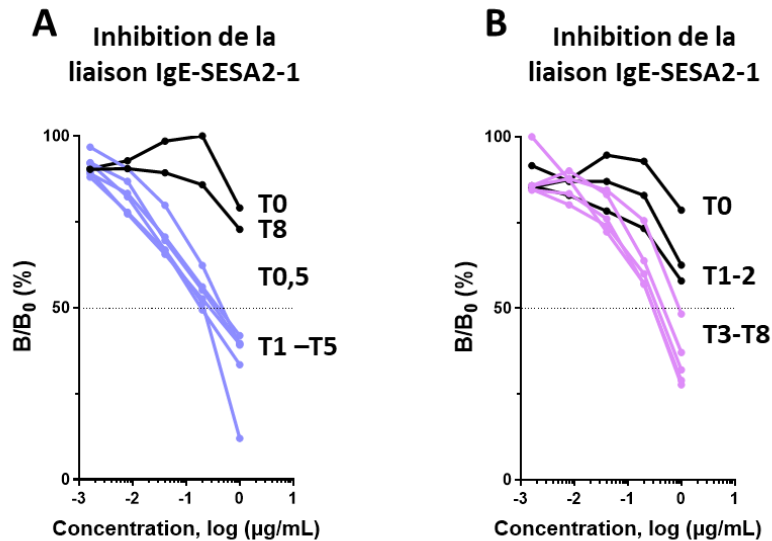 A
Inhibition de la
liaison IgE-SESA2-1
100
50
0
B/B₀ (%)
T0
T8
T0,5
T1 –T5
-3
-2
-1
0
1
Concentration, log (µg/mL)
B
Inhibition de la
liaison IgE-SESA2-1
100
50
0
B/B₀ (%)
T0
T1-2
T3-T8
-3
-2
-1
0
1
Concentration, log (µg/mL)